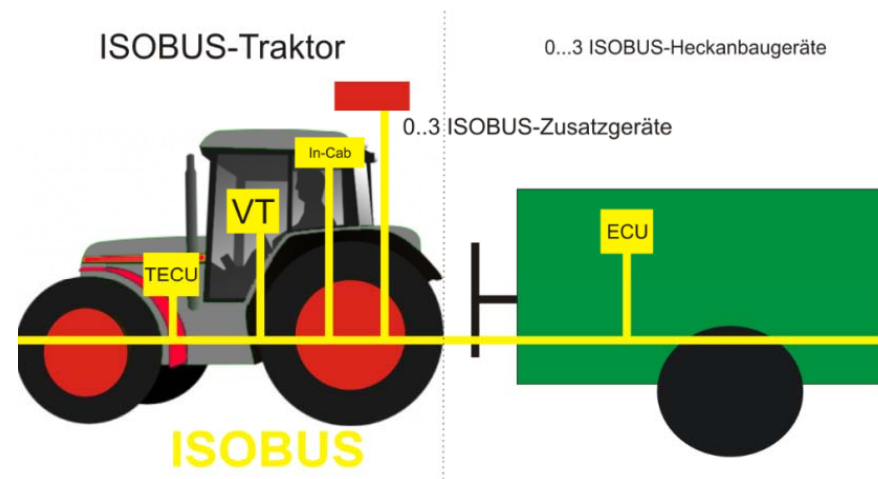 ISOBUS-Traktor
0...3 ISOBUS-Heckanbaugeräte
0..3 ISOBUS-Zusatzgeräte
In-Cab
VT
ECU
TECU
ISOBUS